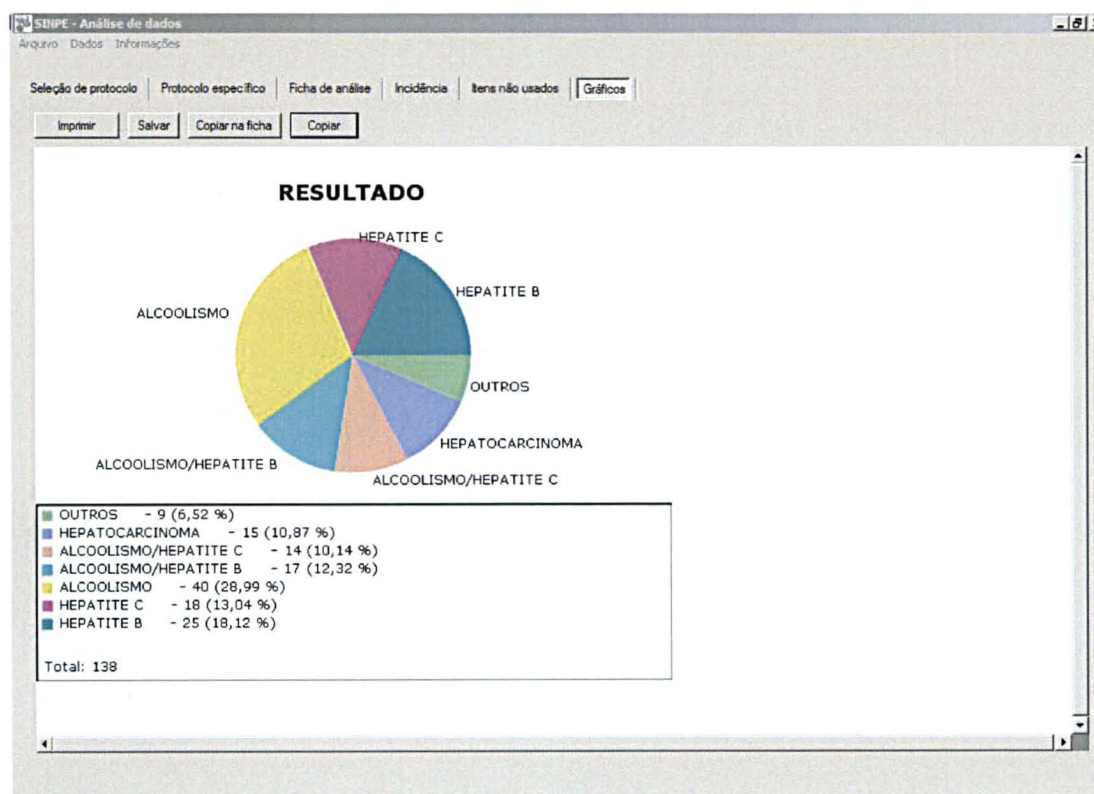 SINPE - Análise de dados
Arquivo Dados Informações
Seleção de protocolo Protocolo específico Ficha de análise Incidência Itens não usados Gráficos
Imprimir Salvar Copiar na ficha Copiar
RESULTADO
HEPATITE C
HEPATITE B
ALCOOLISMO
OUTROS
HEPATOCARCINOMA
ALCOOLISMO/HEPATITE B
ALCOOLISMO/HEPATITE C
OUTROS - 9 (6,52 %)
HEPATOCARCINOMA - 15 (10,87 %)
ALCOOLISMO/HEPATITE C - 14 (10,14 %)
ALCOOLISMO/HEPATITE B - 17 (12,32 %)
ALCOOLISMO - 40 (28,99 %)
HEPATITE C - 18 (13,04 %)
HEPATITE B - 25 (18,12 %)
Total: 138